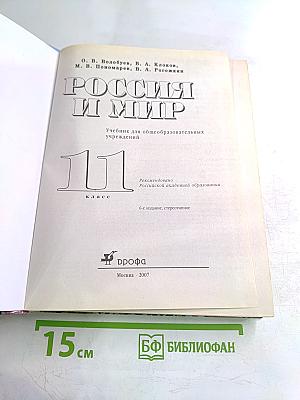 О. В. Волобуев, В. А. Клоков,
М. В. Пономарев, В. А. Рогожкин
РОССИЯ
И МИР
Учебник для общеобразовательных
учреждений
11
класс
Рекомендовано
Российской академией образования
6-е издание, стереотипное
дрофа
Москва · 2007
15 см
БФ БИБЛИОФАН